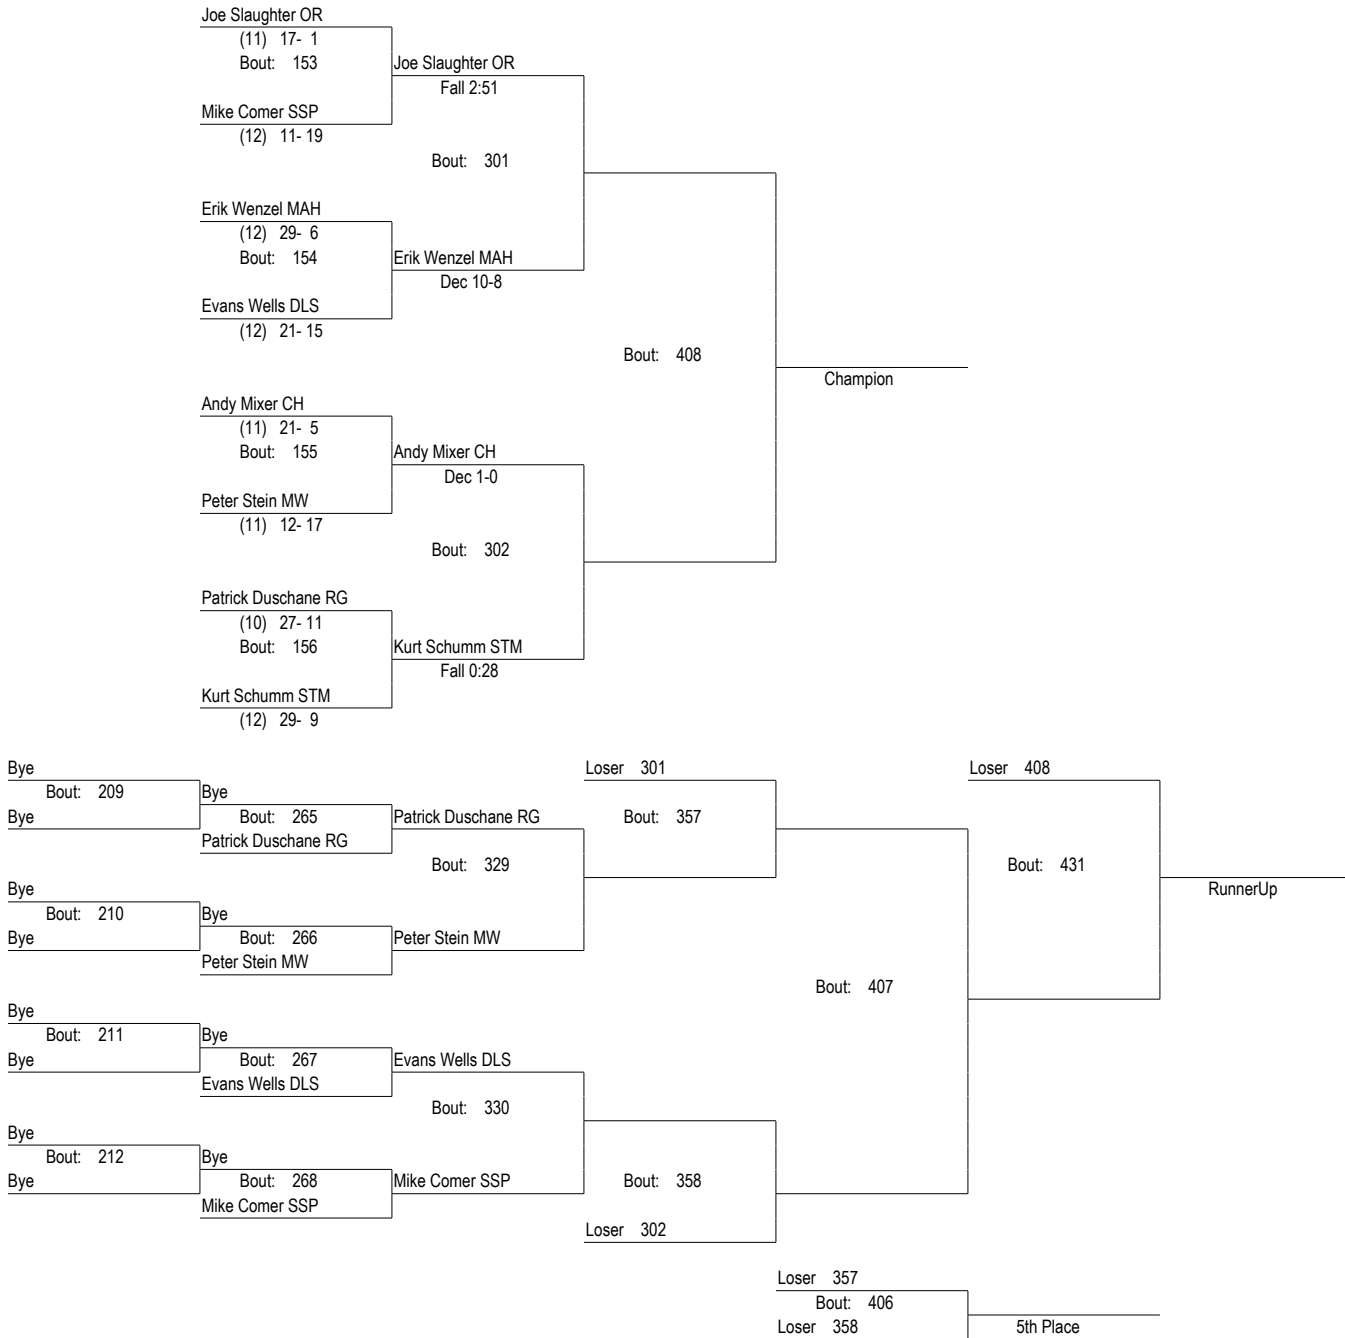 Joe Slaughter OR
(11) 17- 1
Bout: 153
Joe Slaughter OR
Fall 2:51
Mike Comer SSP
(12) 11- 19
Bout: 301
Erik Wenzel MAH
(12) 29- 6
Bout: 154
Erik Wenzel MAH
Dec 10-8
Evans Wells DLS
(12) 21- 15
Bout: 408
Champion
Andy Mixer CH
(11) 21- 5
Bout: 155
Andy Mixer CH
Dec 1-0
Peter Stein MW
(11) 12- 17
Bout: 302
Patrick Duschane RG
(10) 27- 11
Bout: 156
Kurt Schumm STM
Fall 0:28
Kurt Schumm STM
(12) 29- 9
Bye
Loser 301
Loser 408
Bout: 209
Bye
Bye
Bout: 265
Patrick Duschane RG
Bout: 357
Patrick Duschane RG
Bout: 329
Bout: 431
Bye
RunnerUp
Bout: 210
Bye
Bye
Bout: 266
Peter Stein MW
Peter Stein MW
Bout: 407
Bye
Bout: 211
Bye
Bye
Bout: 267
Evans Wells DLS
Evans Wells DLS
Bout: 330
Bye
Bout: 212
Bye
Bye
Bout: 268
Mike Comer SSP
Bout: 358
Mike Comer SSP
Loser 302
Loser 357
Bout: 406
Loser 358
5th Place